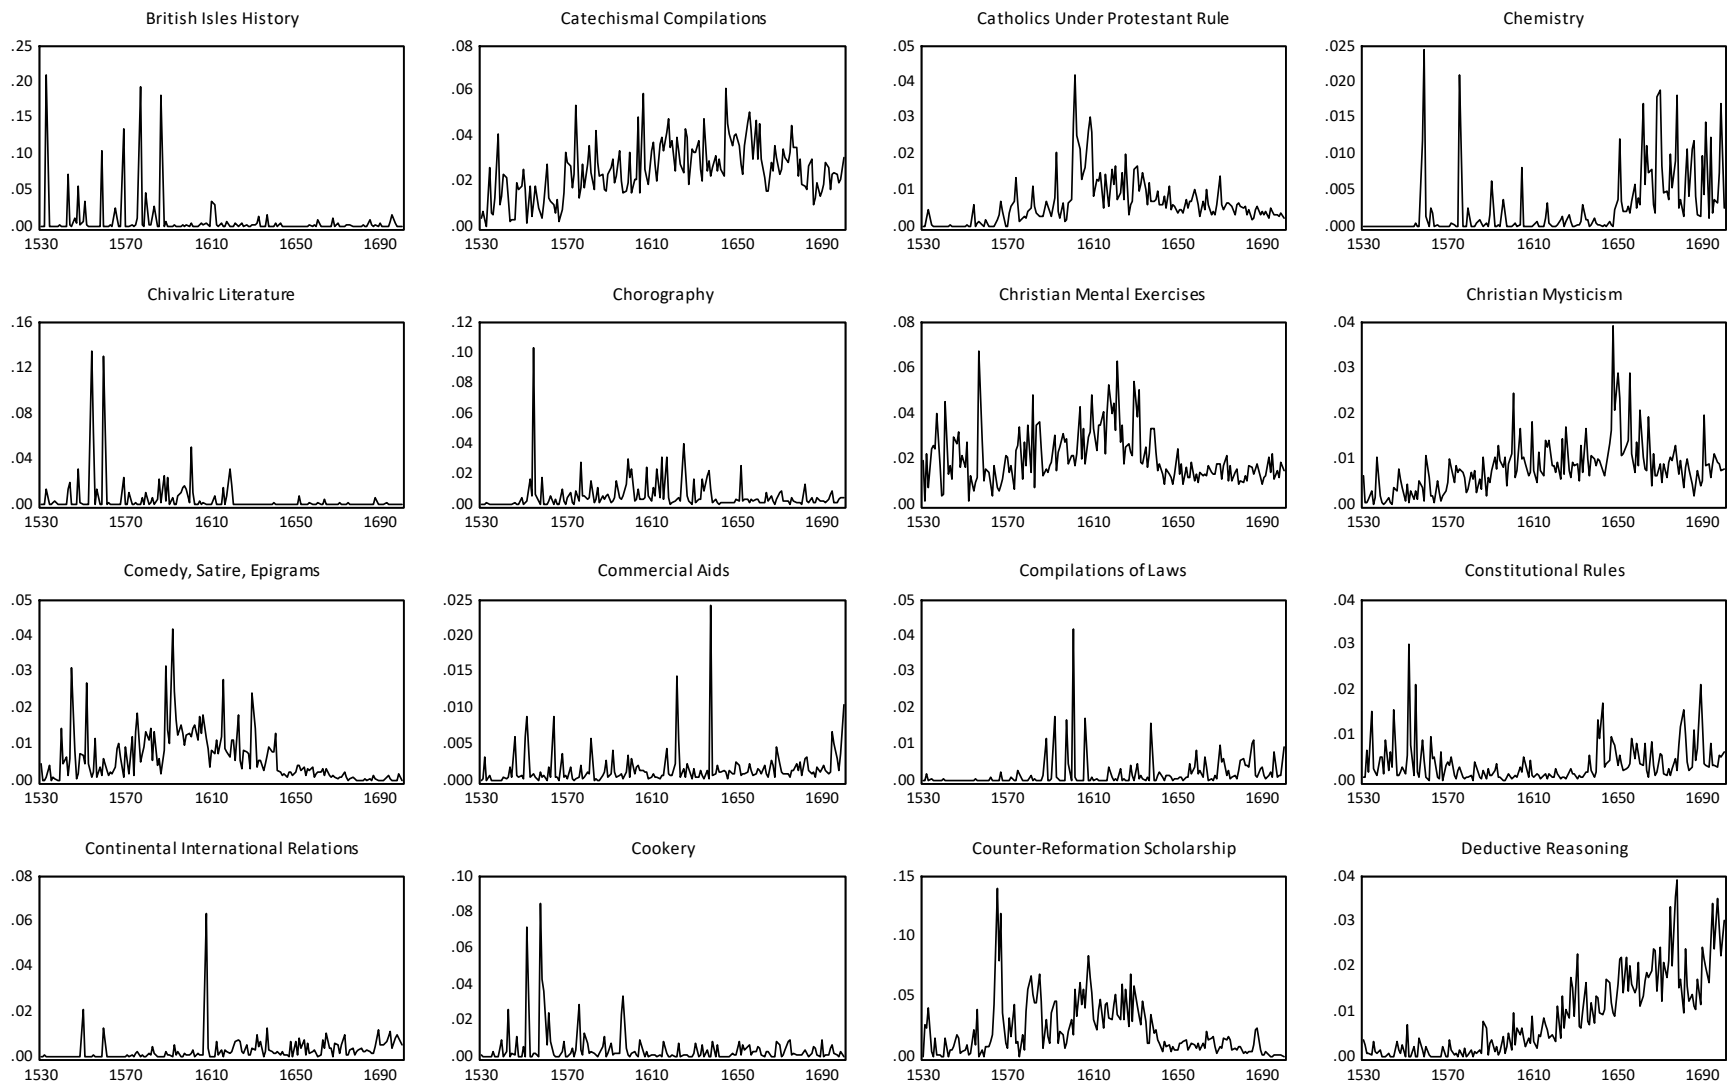 British Isles History Catechismal Compilations Catholics Under Protestant Rule Chemistry
.25 .08 .05 .025
.20 .04 .020
.06
.15 .03 .015
.04
.10 .02 .010
.02
.05 .01 .005
.00 .00 .00 .000
1530 1570 1610 1650 1690 1530 1570 1610 1650 1690 1530 1570 1610 1650 1690 1530 1570 1610 1650 1690
Chivalric Literature Chorography Christian Mental Exercises Christian Mysticism
.16 .12 .08 .04
.10
.12 .06 .03
.08
.08 .06 .04 .02
.04
.04 .02 .01
.02
.00 .00 .00 .00
1530 1570 1610 1650 1690 1530 1570 1610 1650 1690 1530 1570 1610 1650 1690 1530 1570 1610 1650 1690
Comedy, Satire, Epigrams Commercial Aids Compilations of Laws Constitutional Rules
.05 .025 .05 .04
.04 .020 .04
.03
.03 .015 .03
.02
.02 .010 .02
.01
.01 .005 .01
.00 .000 .00 .00
1530 1570 1610 1650 1690 1530 1570 1610 1650 1690 1530 1570 1610 1650 1690 1530 1570 1610 1650 1690
Continental International Relations Cookery Counter-Reformation Scholarship Deductive Reasoning
.08 .10 .15 .04
.08
.06 .03
.10
.06
.04 .02
.04
.05
.02 .01
.02
.00 .00 .00 .00
1530 1570 1610 1650 1690 1530 1570 1610 1650 1690 1530 1570 1610 1650 1690 1530 1570 1610 1650 1690